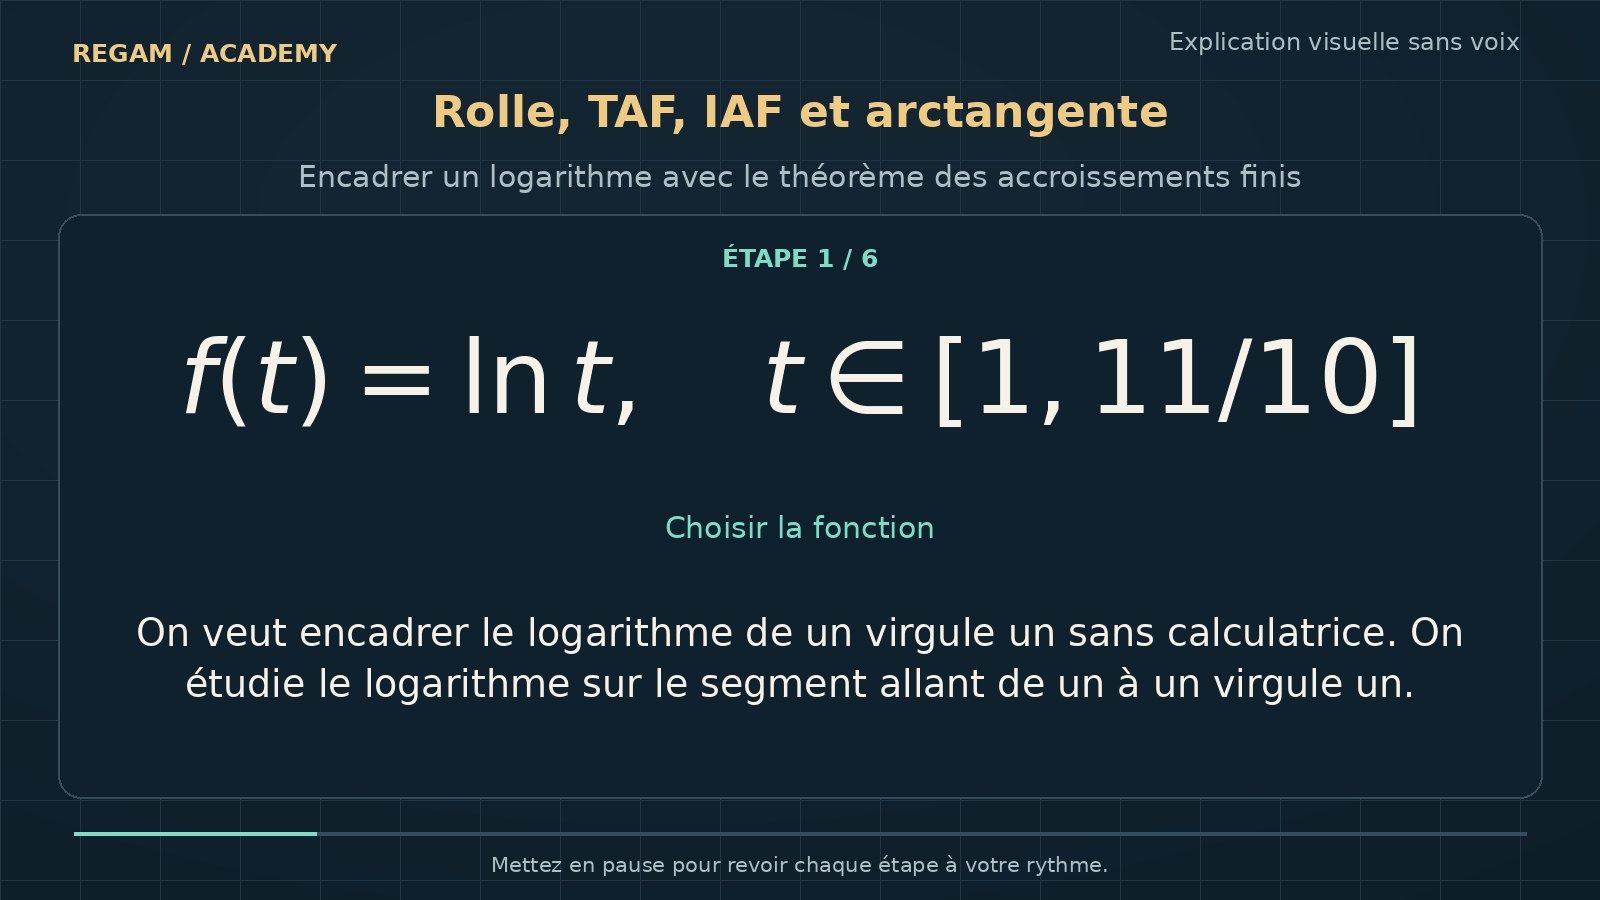 REGAM / ACADEMY
Explication visuelle sans voix
Rolle, TAF, IAF et arctangente
Encadrer un logarithme avec le théorème des accroissements finis
ÉTAPE 1 / 6
f(t) = ln t, t ∈ [1, 11/10]
Choisir la fonction
On veut encadrer le logarithme de un virgule un sans calculatrice. On
étudie le logarithme sur le segment allant de un à un virgule un.
Mettez en pause pour revoir chaque étape à votre rythme.